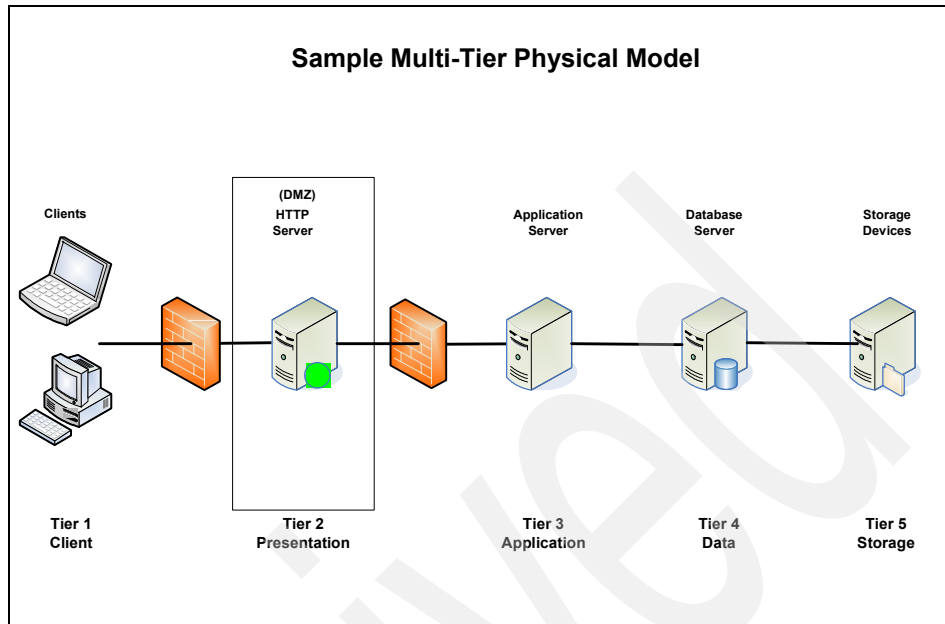 Sample Multi-Tier Physical Model
Clients
(DMZ)
HTTP
Server
Application
Server
Database
Server
Storage
Devices
Tier 1
Client
Tier 2
Presentation
Tier 3
Application
Tier 4
Data
Tier 5
Storage